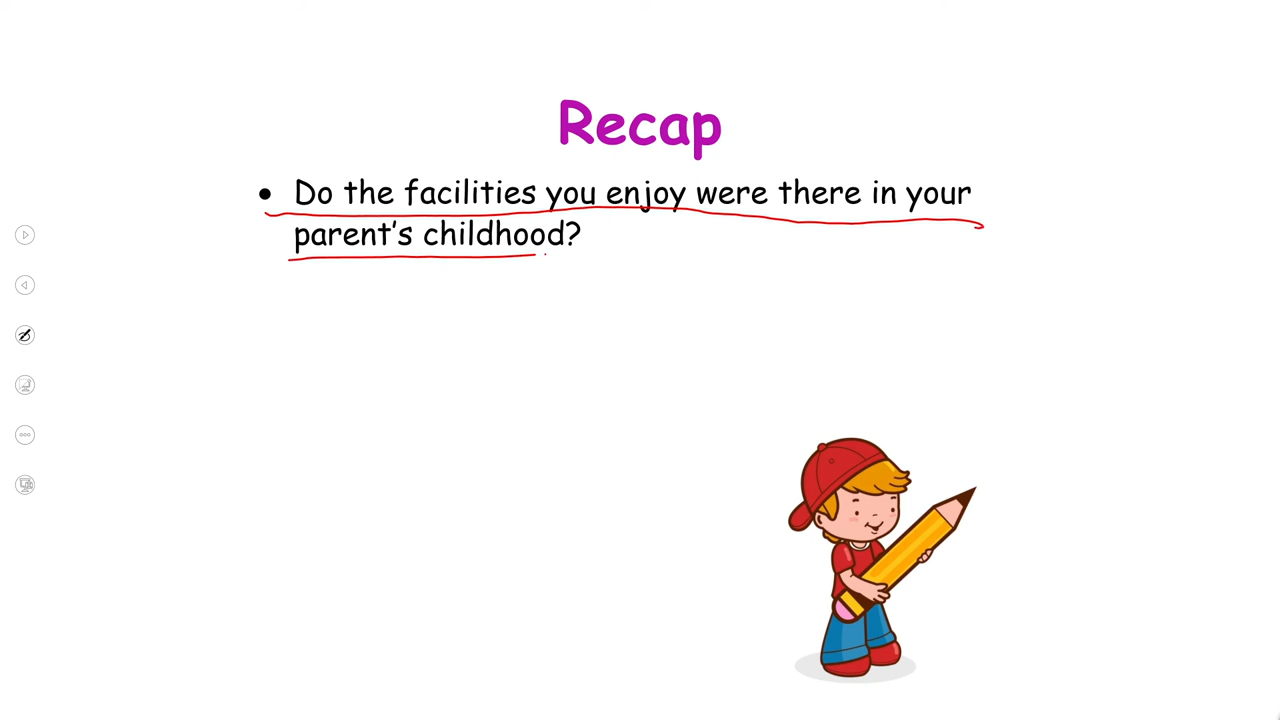 Recap
• Do the facilities you enjoy were there in your
parent's childhood?